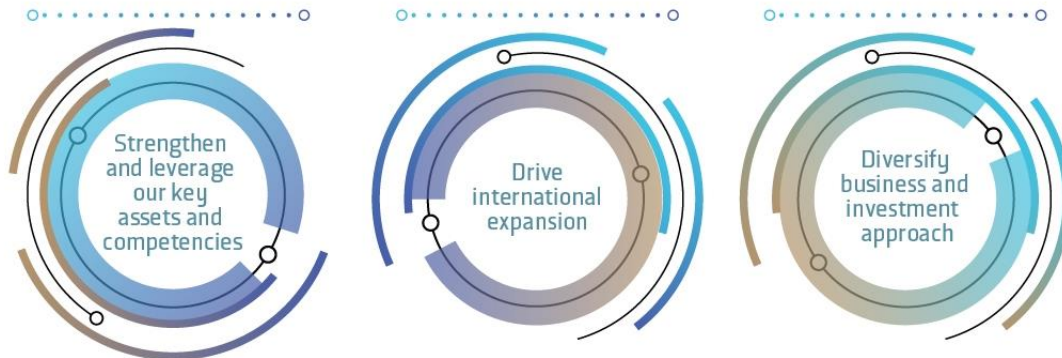 Strengthen
and leverage
our key
assets and
competencies
Drive
international
expansion
Diversify
business and
investment
approach